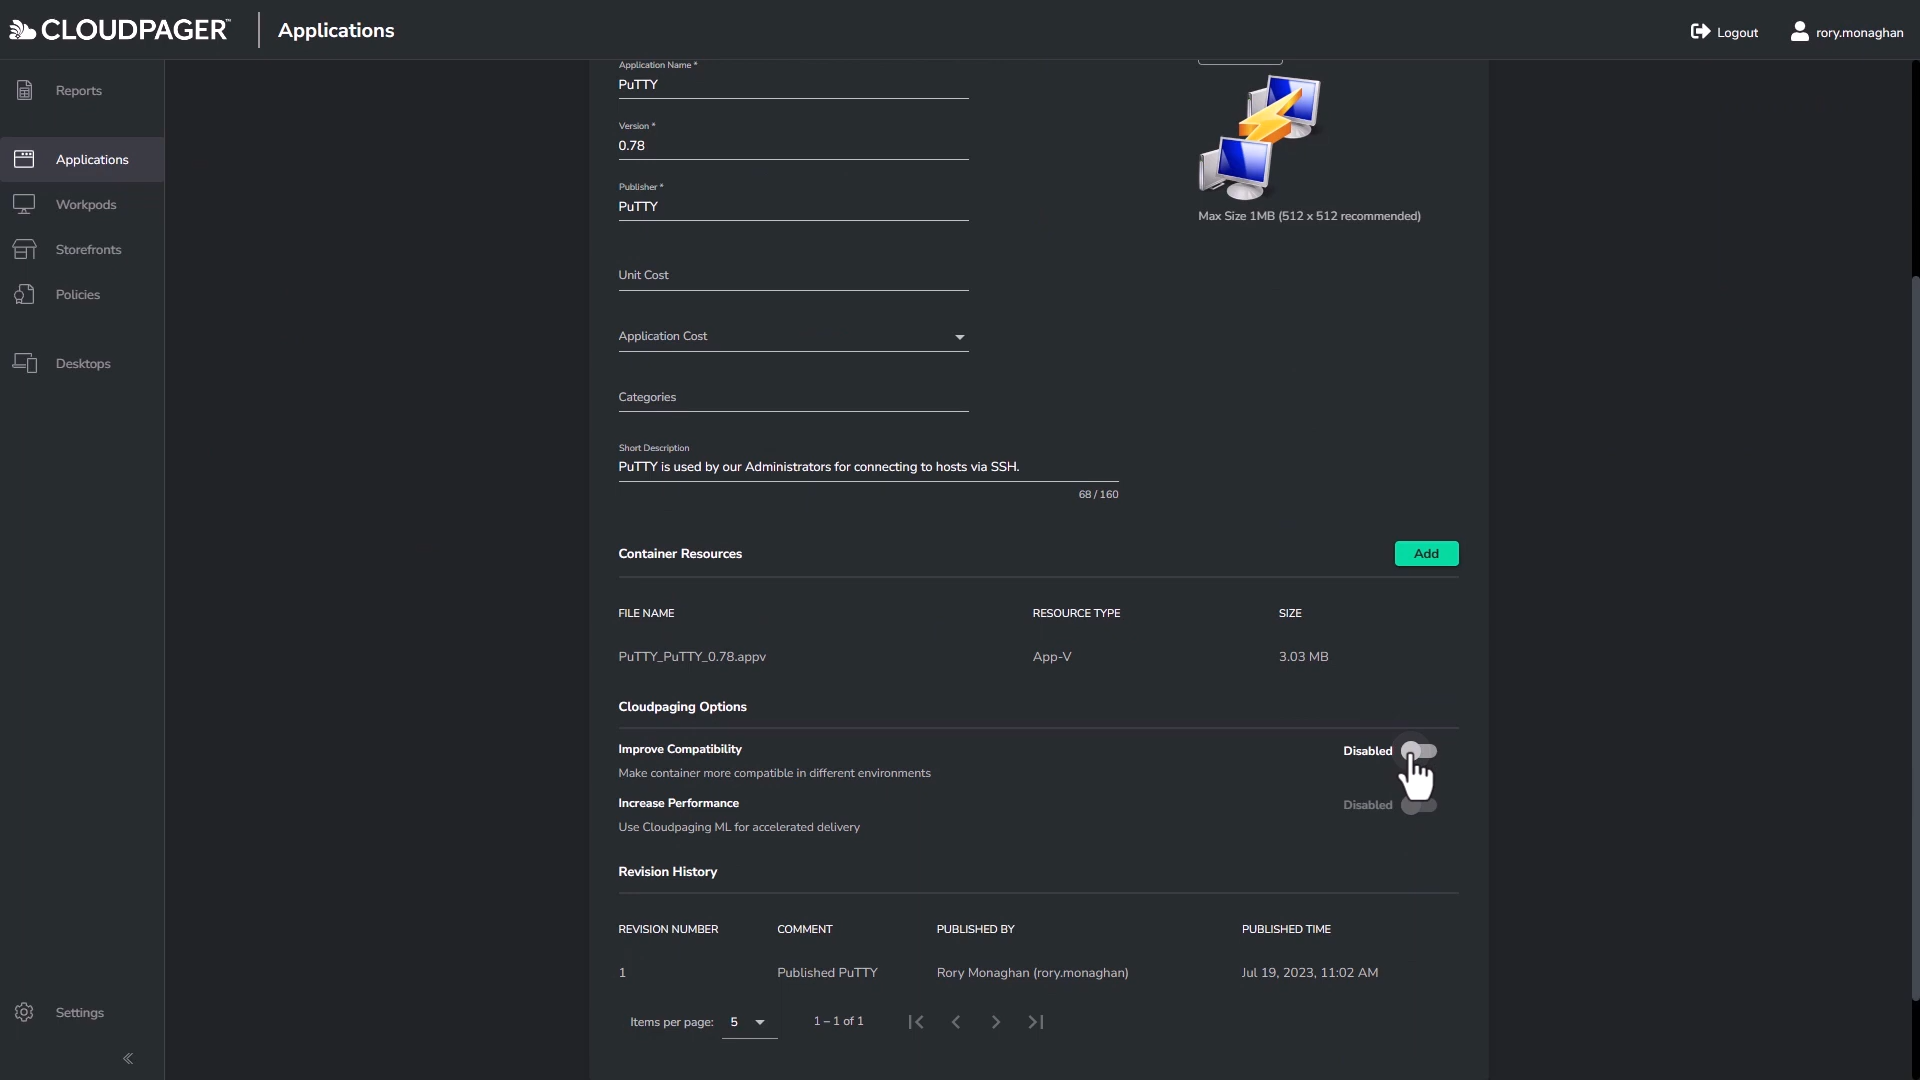 CLOUDPAGER™
Applications
Logout
rory.monaghan
Reports
Applications
Workpods
Storefronts
Policies
Desktops
Settings
Application Name *
PuTTY
Version *
0.78
Publisher *
PuTTY
Max Size 1MB (512 x 512 recommended)
Unit Cost
Application Cost
Categories
Short Description
PuTTY is used by our Administrators for connecting to hosts via SSH.
68 / 160
Container Resources
Add
FILE NAME RESOURCE TYPE SIZE
PuTTY_PuTTY_0.78.appv App-V 3.03 MB
Cloudpaging Options
Improve Compatibility
Disabled
Make container more compatible in different environments
Increase Performance
Disabled
Use Cloudpaging ML for accelerated delivery
Revision History
REVISION NUMBER COMMENT PUBLISHED BY PUBLISHED TIME
1 Published PuTTY Rory Monaghan (rory.monaghan) Jul 19, 2023, 11:02 AM
Items per page: 5 1 – 1 of 1